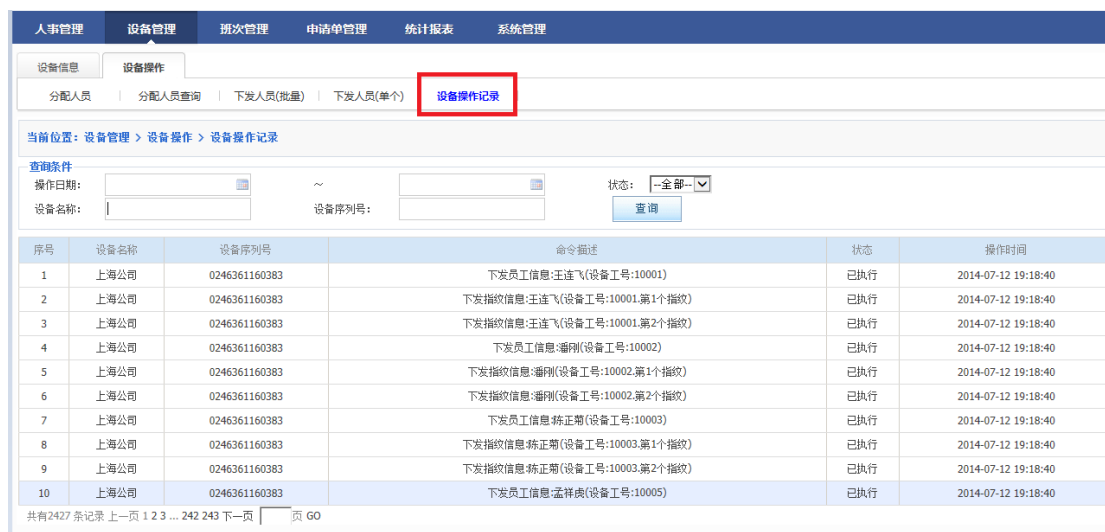 人事管理 设备管理 班次管理 申请单管理 统计报表 系统管理
设备信息 设备操作
分配人员 | 分配人员查询 | 下发人员(批量) | 下发人员(单个) 设备操作记录
当前位置：设备管理 > 设备操作 > 设备操作记录
查询条件
操作日期： ～ 状态： --全部--
设备名称： 设备序列号： 查询
序号 设备名称 设备序列号 命令描述 状态 操作时间
1 上海公司 0246361160383 下发员工信息:王连飞(设备工号:10001) 已执行 2014-07-12 19:18:40
2 上海公司 0246361160383 下发指纹信息:王连飞(设备工号:10001.第1个指纹) 已执行 2014-07-12 19:18:40
3 上海公司 0246361160383 下发指纹信息:王连飞(设备工号:10001.第2个指纹) 已执行 2014-07-12 19:18:40
4 上海公司 0246361160383 下发员工信息:潘刚(设备工号:10002) 已执行 2014-07-12 19:18:40
5 上海公司 0246361160383 下发指纹信息:潘刚(设备工号:10002.第1个指纹) 已执行 2014-07-12 19:18:40
6 上海公司 0246361160383 下发指纹信息:潘刚(设备工号:10002.第2个指纹) 已执行 2014-07-12 19:18:40
7 上海公司 0246361160383 下发员工信息:陈正菊(设备工号:10003) 已执行 2014-07-12 19:18:40
8 上海公司 0246361160383 下发指纹信息:陈正菊(设备工号:10003.第1个指纹) 已执行 2014-07-12 19:18:40
9 上海公司 0246361160383 下发指纹信息:陈正菊(设备工号:10003.第2个指纹) 已执行 2014-07-12 19:18:40
10 上海公司 0246361160383 下发员工信息:孟祥虎(设备工号:10005) 已执行 2014-07-12 19:18:40
共有2427 条记录 上一页 1 2 3 ... 242 243 下一页 页 GO